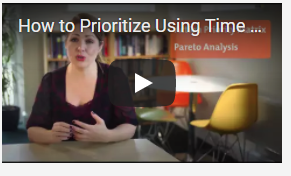 How to Prioritize Using Time ...
Pareto Analysis